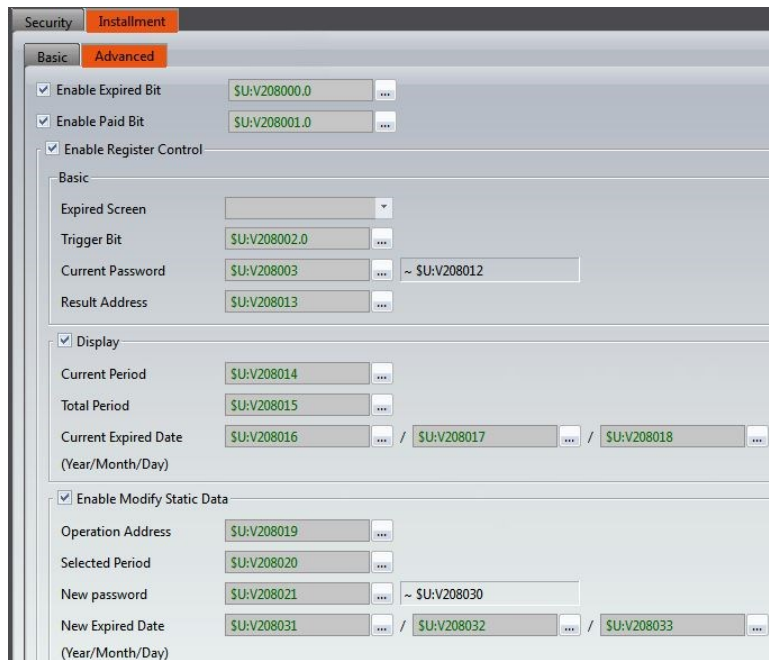 Security Installment
Basic Advanced
Enable Expired Bit $U:V208000.0 ...
Enable Paid Bit $U:V208001.0 ...
Enable Register Control
Basic
Expired Screen
Trigger Bit $U:V208002.0 ...
Current Password $U:V208003 ... ~ $U:V208012
Result Address $U:V208013 ...
Display
Current Period $U:V208014 ...
Total Period $U:V208015 ...
Current Expired Date $U:V208016 ... / $U:V208017 ... / $U:V208018 ...
(Year/Month/Day)
Enable Modify Static Data
Operation Address $U:V208019 ...
Selected Period $U:V208020 ...
New password $U:V208021 ... ~ $U:V208030
New Expired Date $U:V208031 ... / $U:V208032 ... / $U:V208033 ...
(Year/Month/Day)